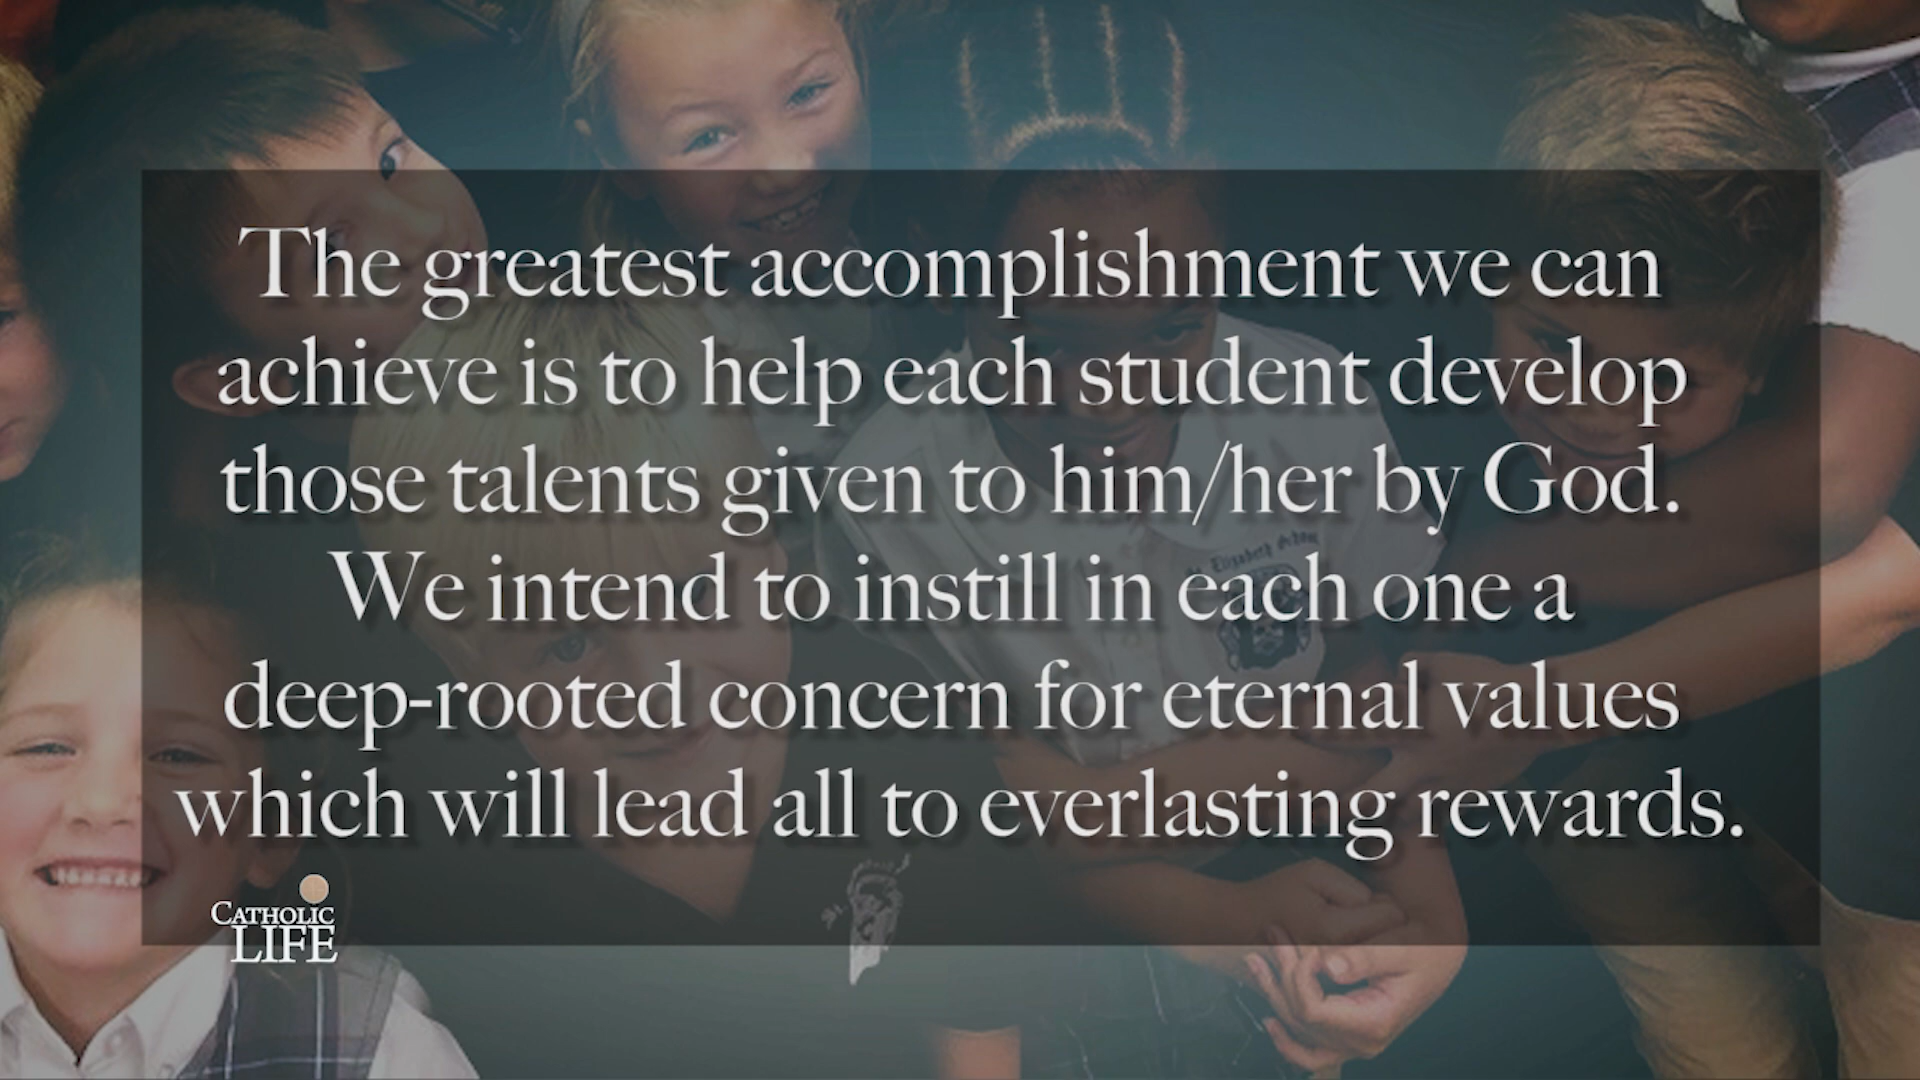 The greatest accomplishment we can
achieve is to help each student develop
those talents given to him/her by God.
We intend to instill in each one a
deep-rooted concern for eternal values
which will lead all to everlasting rewards.
CATHOLIC
LIFE
Elizabeth School